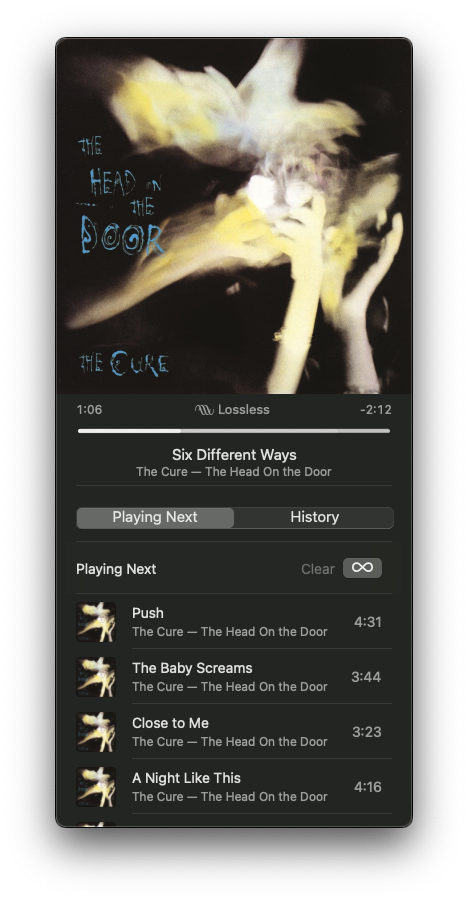 THE
HEAD ON
THE
DOOR
THE CURE
1:06
Lossless
-2:12
Six Different Ways
The Cure — The Head On the Door
Playing Next
History
Playing Next
Clear
Push
The Cure — The Head On the Door
4:31
The Baby Screams
The Cure — The Head On the Door
3:44
Close to Me
The Cure — The Head On the Door
3:23
A Night Like This
The Cure — The Head On the Door
4:16